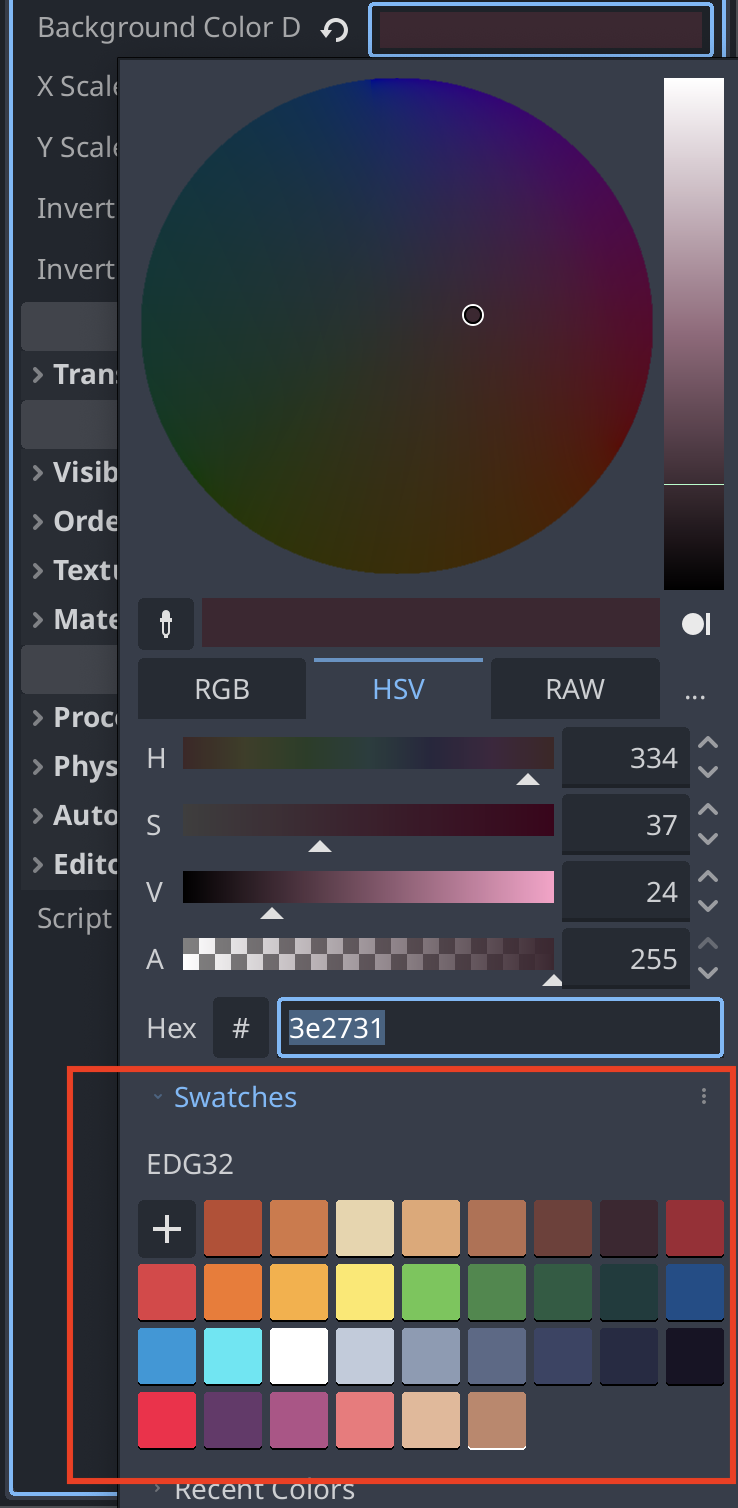 Background Color D
X Scale
Y Scale
Invert
Invert
Trans
Visib
Orde
Textu
Mate
Proc
Phys
Auto
Edito
Script
RGB HSV RAW ...
H 334
S 37
V 24
A 255
Hex # 3e2731
Swatches
EDG32
Recent Colors